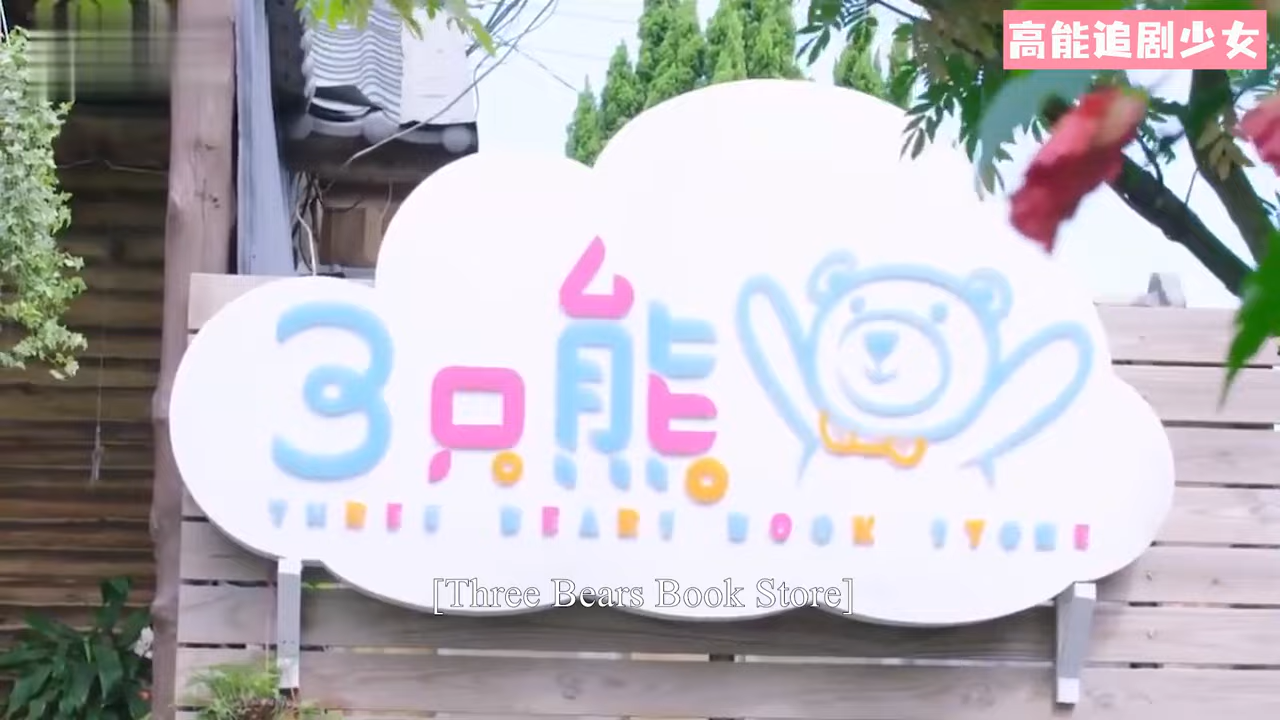 高能追剧少女
3只熊
THREE BEARS BOOK STORE
[Three Bears Book Store]